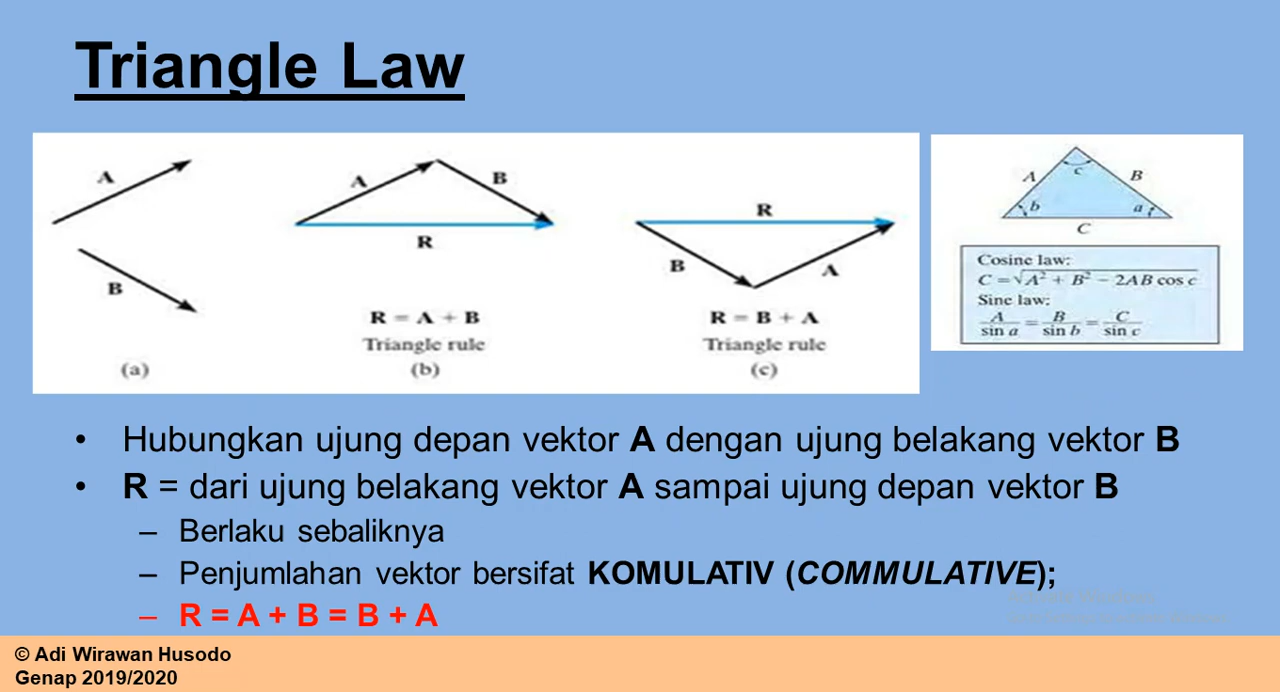 Triangle Law
A
B
(a)
A
B
R
R = A + B
Triangle rule
(b)
R
B
A
R = B + A
Triangle rule
(c)
A
B
c
b
a
C
Cosine law:
C = √A² + B² − 2AB cos c
Sine law:
A/sin a = B/sin b = C/sin c
• Hubungkan ujung depan vektor A dengan ujung belakang vektor B
• R = dari ujung belakang vektor A sampai ujung depan vektor B
– Berlaku sebaliknya
– Penjumlahan vektor bersifat KOMULATIV (COMMULATIVE);
– R = A + B = B + A
© Adi Wirawan Husodo
Genap 2019/2020